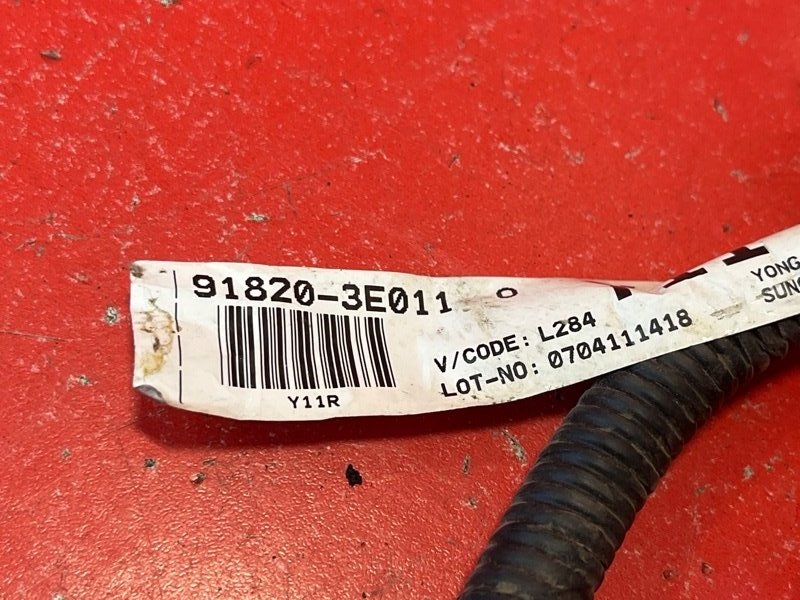 91820-3E011 O
Y11R
V/CODE: L284
LOT-NO: 0704111418
YONG
SUNG